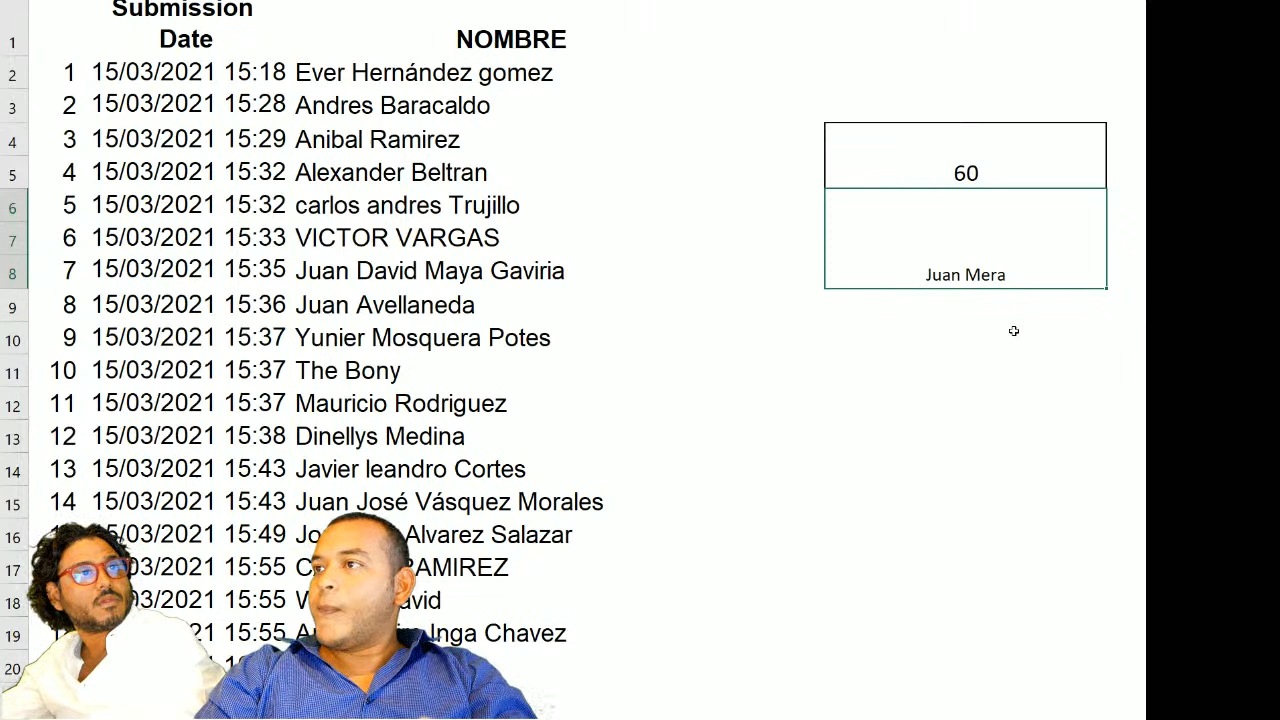 Submission
Date NOMBRE
1
2 1 15/03/2021 15:18 Ever Hernández gomez
3 2 15/03/2021 15:28 Andres Baracaldo
4 3 15/03/2021 15:29 Anibal Ramirez
5 4 15/03/2021 15:32 Alexander Beltran 60
6 5 15/03/2021 15:32 carlos andres Trujillo
7 6 15/03/2021 15:33 VICTOR VARGAS
8 7 15/03/2021 15:35 Juan David Maya Gaviria Juan Mera
9 8 15/03/2021 15:36 Juan Avellaneda
10 9 15/03/2021 15:37 Yunier Mosquera Potes
11 10 15/03/2021 15:37 The Bony
12 11 15/03/2021 15:37 Mauricio Rodriguez
13 12 15/03/2021 15:38 Dinellys Medina
14 13 15/03/2021 15:43 Javier leandro Cortes
15 14 15/03/2021 15:43 Juan José Vásquez Morales
16 15:49 Alvarez Salazar
17 15:55 RAMIREZ
18 15:55
19 15:55 Inga Chavez
20